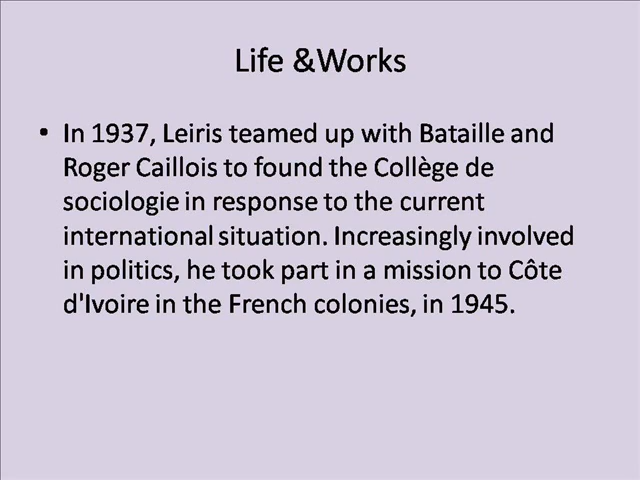 Life &Works
• In 1937, Leiris teamed up with Bataille and
Roger Caillois to found the Collège de
sociologie in response to the current
international situation. Increasingly involved
in politics, he took part in a mission to Côte
d'Ivoire in the French colonies, in 1945.